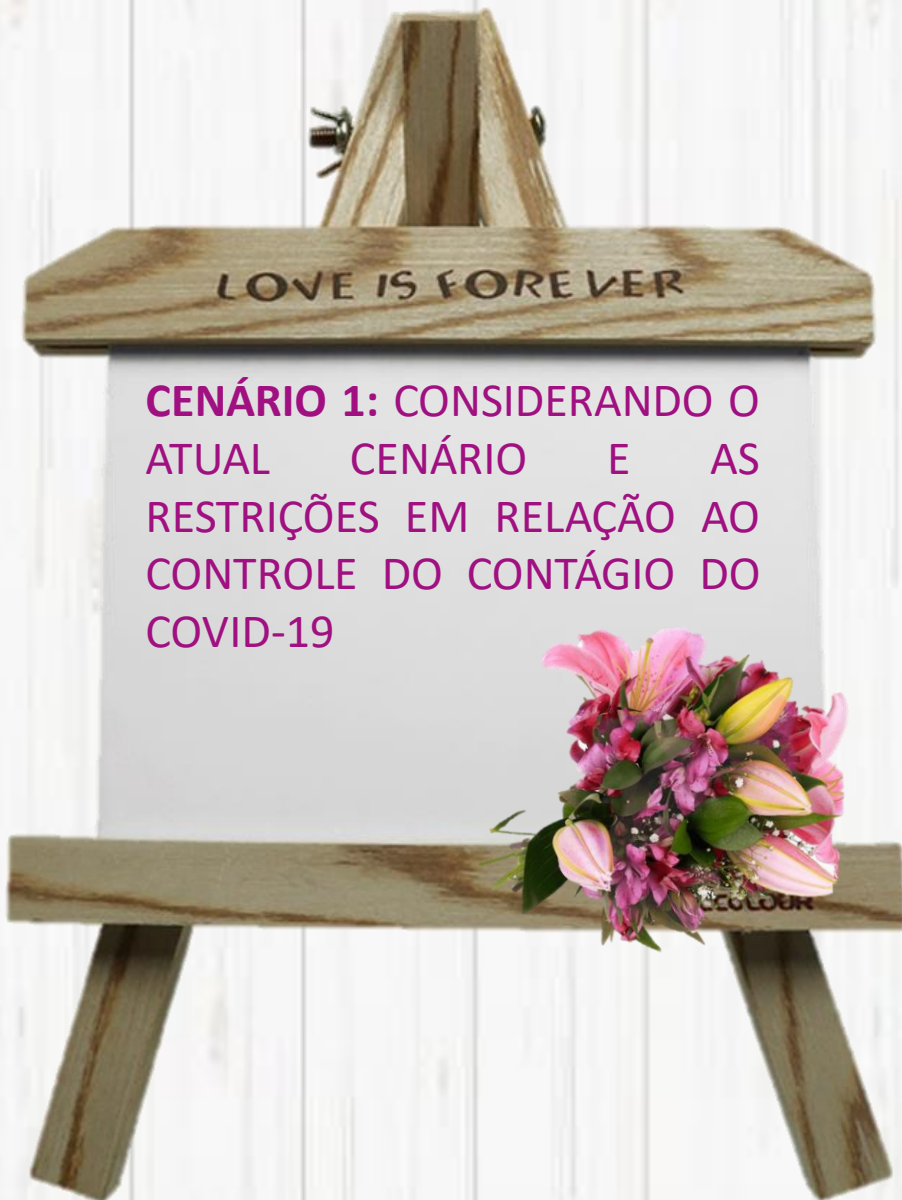 LOVE IS FOREVER
CENÁRIO 1: CONSIDERANDO O
ATUAL CENÁRIO E AS
RESTRIÇÕES EM RELAÇÃO AO
CONTROLE DO CONTÁGIO DO
COVID-19